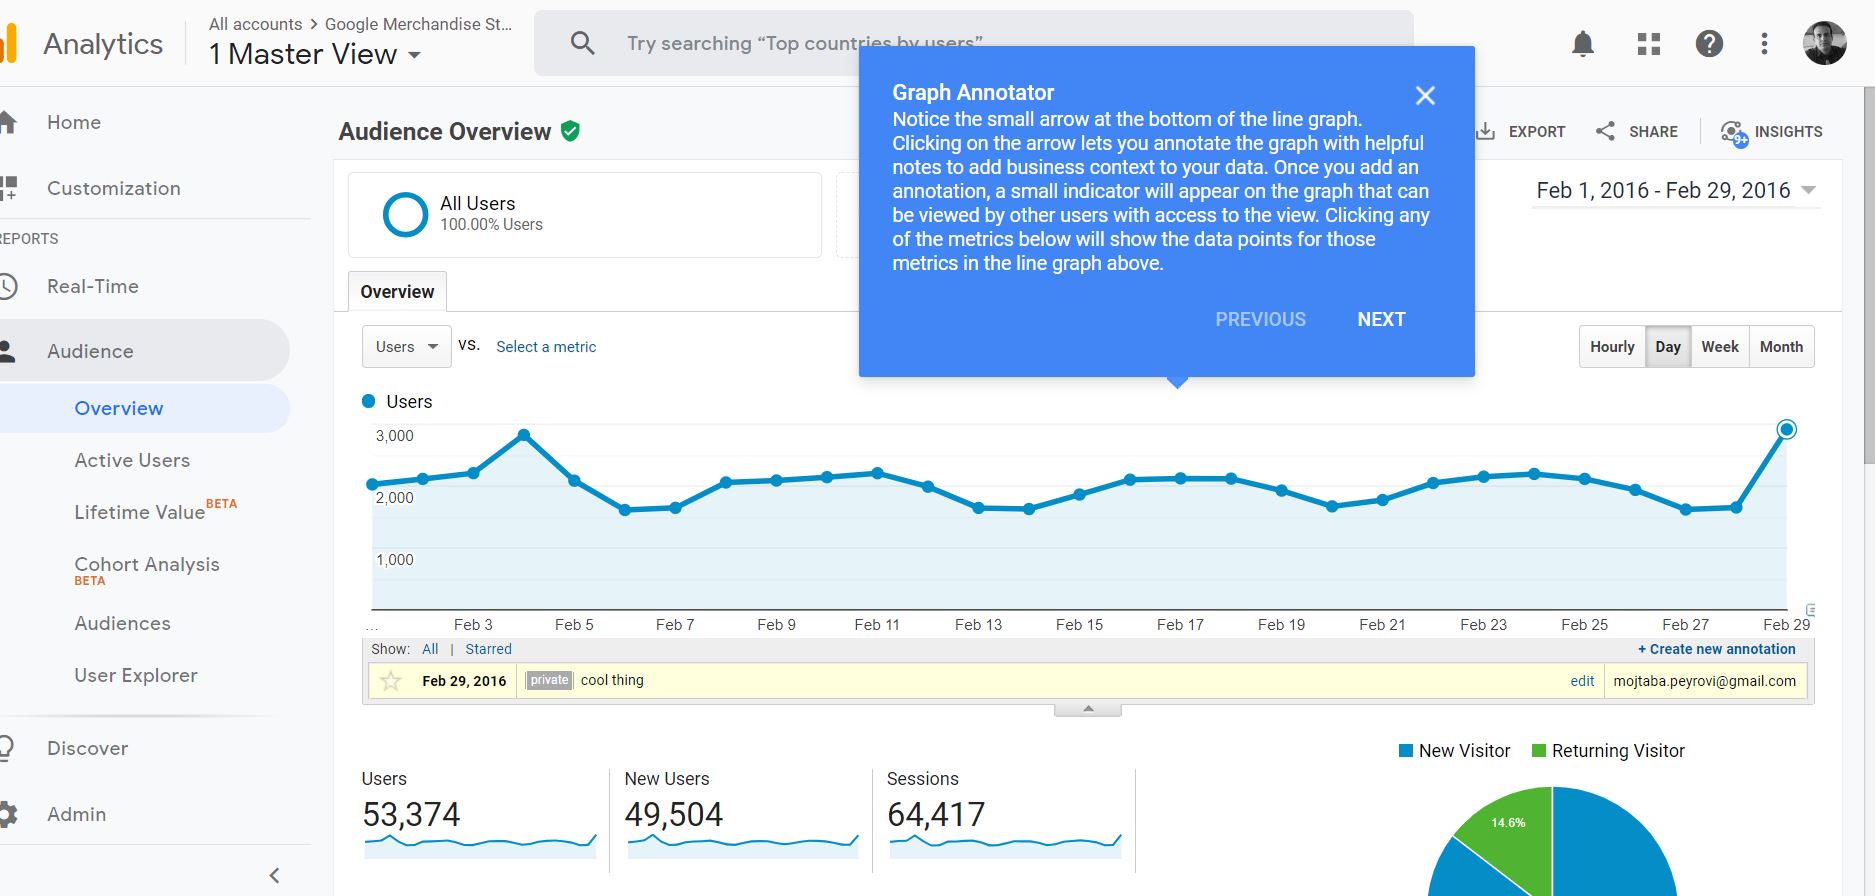 Analytics
All accounts > Google Merchandise St...
1 Master View
Try searching “Top countries by users”
Graph Annotator
Notice the small arrow at the bottom of the line graph.
Clicking on the arrow lets you annotate the graph with helpful
notes to add business context to your data. Once you add an
annotation, a small indicator will appear on the graph that can
be viewed by other users with access to the view. Clicking any
of the metrics below will show the data points for those
metrics in the line graph above.
PREVIOUS NEXT
Home
Customization
REPORTS
Real-Time
Audience
Overview
Active Users
Lifetime Value BETA
Cohort Analysis
BETA
Audiences
User Explorer
Discover
Admin
Audience Overview
EXPORT SHARE 9+ INSIGHTS
All Users
100.00% Users
Feb 1, 2016 - Feb 29, 2016
Overview
Users VS. Select a metric
Hourly Day Week Month
Users
3,000
2,000
1,000
... Feb 3 Feb 5 Feb 7 Feb 9 Feb 11 Feb 13 Feb 15 Feb 17 Feb 19 Feb 21 Feb 23 Feb 25 Feb 27 Feb 29
Show: All | Starred + Create new annotation
Feb 29, 2016 private cool thing edit mojtaba.peyrovi@gmail.com
New Visitor Returning Visitor
Users
53,374
New Users
49,504
Sessions
64,417
14.6%